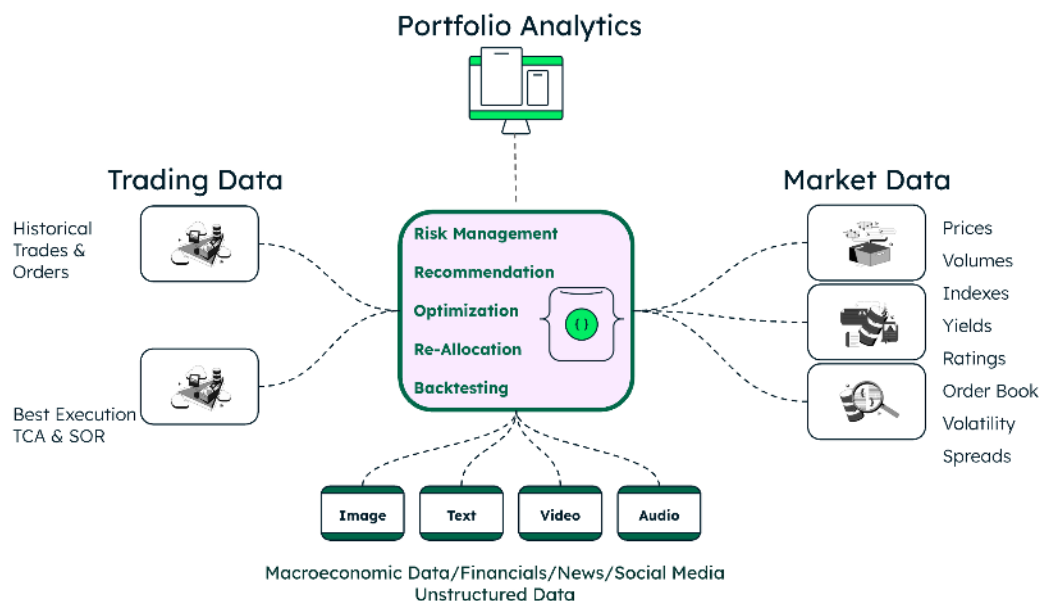 Portfolio Analytics
Trading Data
Historical
Trades &
Orders
Best Execution
TCA & SOR
Risk Management
Recommendation
Optimization
Re-Allocation
Backtesting
{ }
Market Data
Prices
Volumes
Indexes
Yields
Ratings
Order Book
Volatility
Spreads
Image
Text
Video
Audio
Macroeconomic Data/Financials/News/Social Media
Unstructured Data